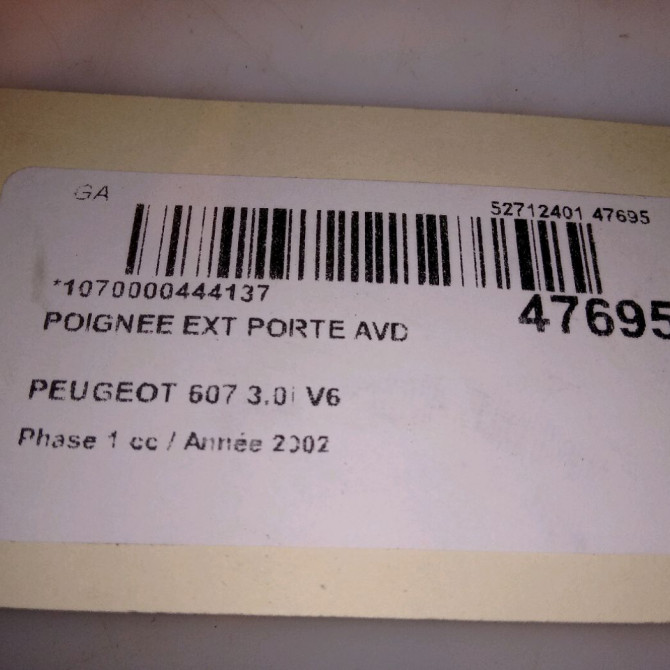 GA
52712401 47695
*1070000444137
47695
POIGNEE EXT PORTE AVD
PEUGEOT 607 3.0i V6
Phase 1 cc / Année 2002